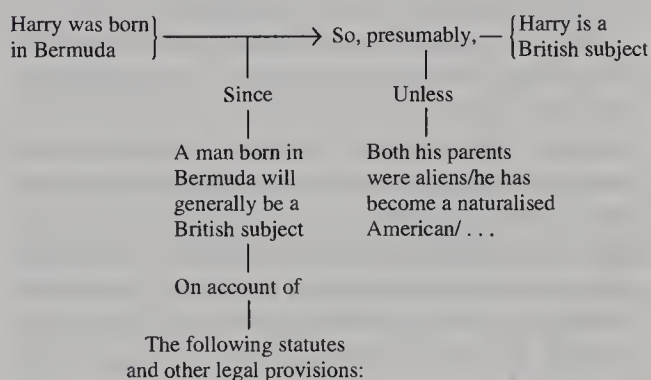 Harry was born
in Bermuda
So, presumably,
Harry is a
British subject
Since
Unless
A man born in
Bermuda will
generally be a
British subject
Both his parents
were aliens/he has
become a naturalised
American/ . . .
On account of
The following statutes
and other legal provisions: